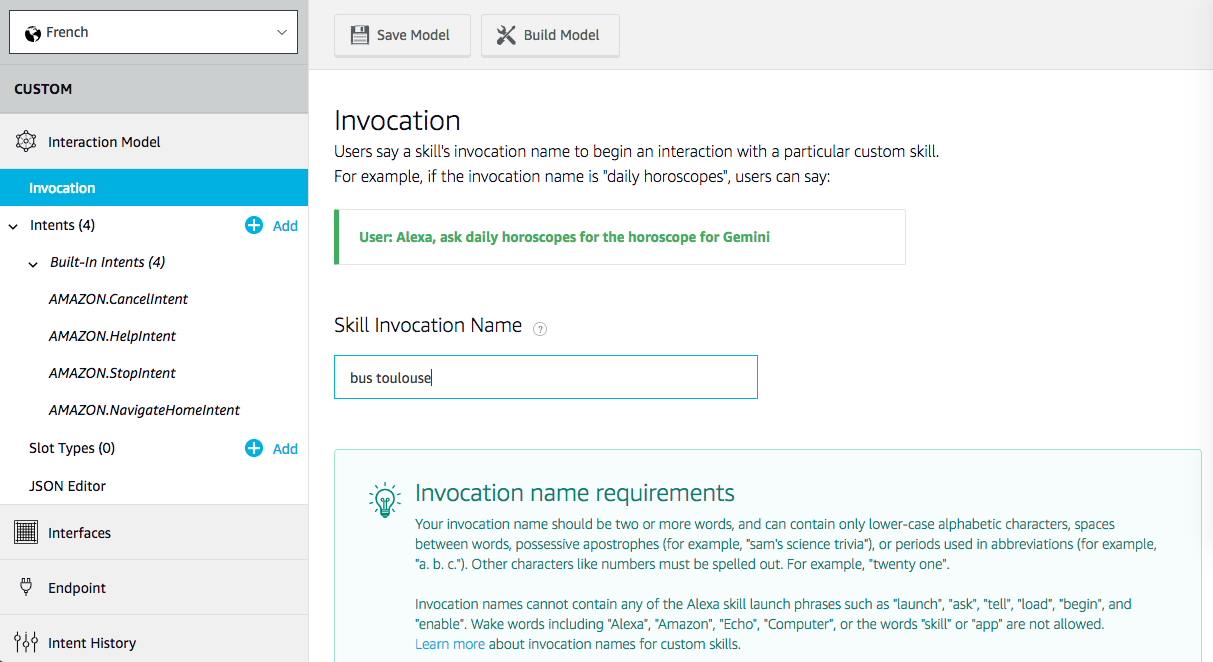 French
Save Model
Build Model
CUSTOM
Interaction Model
Invocation
Intents (4)
Add
Built-In Intents (4)
AMAZON.CancelIntent
AMAZON.HelpIntent
AMAZON.StopIntent
AMAZON.NavigateHomeIntent
Slot Types (0)
Add
JSON Editor
Interfaces
Endpoint
Intent History
Invocation
Users say a skill's invocation name to begin an interaction with a particular custom skill.
For example, if the invocation name is "daily horoscopes", users can say:
User: Alexa, ask daily horoscopes for the horoscope for Gemini
Skill Invocation Name ?
bus toulouse
Invocation name requirements
Your invocation name should be two or more words, and can contain only lower-case alphabetic characters, spaces
between words, possessive apostrophes (for example, "sam's science trivia"), or periods used in abbreviations (for example,
"a. b. c."). Other characters like numbers must be spelled out. For example, "twenty one".
Invocation names cannot contain any of the Alexa skill launch phrases such as "launch", "ask", "tell", "load", "begin", and
"enable". Wake words including "Alexa", "Amazon", "Echo", "Computer", or the words "skill" or "app" are not allowed.
Learn more about invocation names for custom skills.